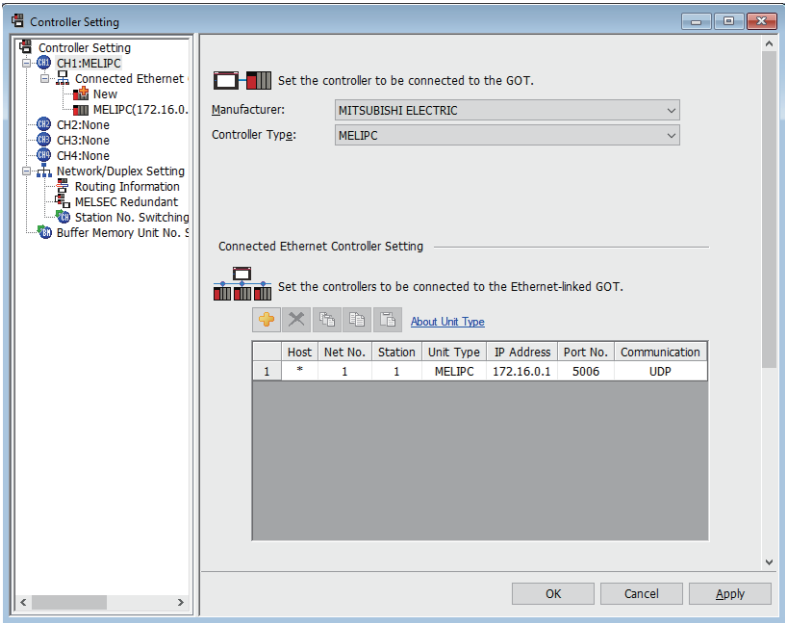 Controller Setting
Controller Setting
CH1:MELIPC
Connected Ethernet
New
MELIPC(172.16.0.
CH2:None
CH3:None
CH4:None
Network/Duplex Setting
Routing Information
MELSEC Redundant
Station No. Switching
Buffer Memory Unit No. S
Set the controller to be connected to the GOT.
Manufacturer: MITSUBISHI ELECTRIC
Controller Type: MELIPC
Connected Ethernet Controller Setting
Set the controllers to be connected to the Ethernet-linked GOT.
About Unit Type
Host Net No. Station Unit Type IP Address Port No. Communication
1 * 1 1 MELIPC 172.16.0.1 5006 UDP
OK Cancel Apply